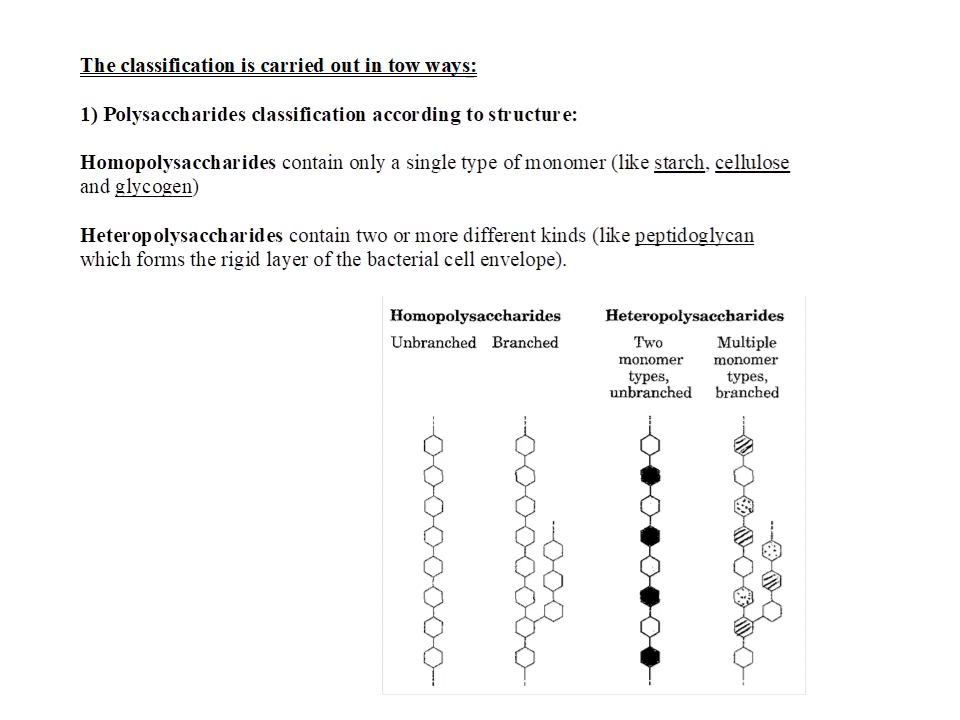 The classification is carried out in tow ways:
1) Polysaccharides classification according to structure:
Homopolysaccharides contain only a single type of monomer (like starch, cellulose
and glycogen)
Heteropolysaccharides contain two or more different kinds (like peptidoglycan
which forms the rigid layer of the bacterial cell envelope).
Homopolysaccharides
Unbranched Branched
Heteropolysaccharides
Two
monomer
types,
unbranched
Multiple
monomer
types,
branched